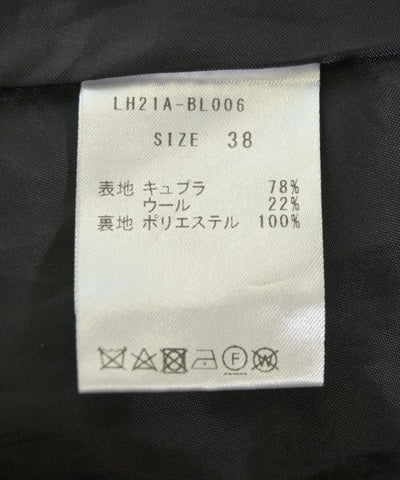 LH21A-BL006
SIZE 38
表地 キュプラ 78%
ウール 22%
裏地 ポリエステル 100%
F W